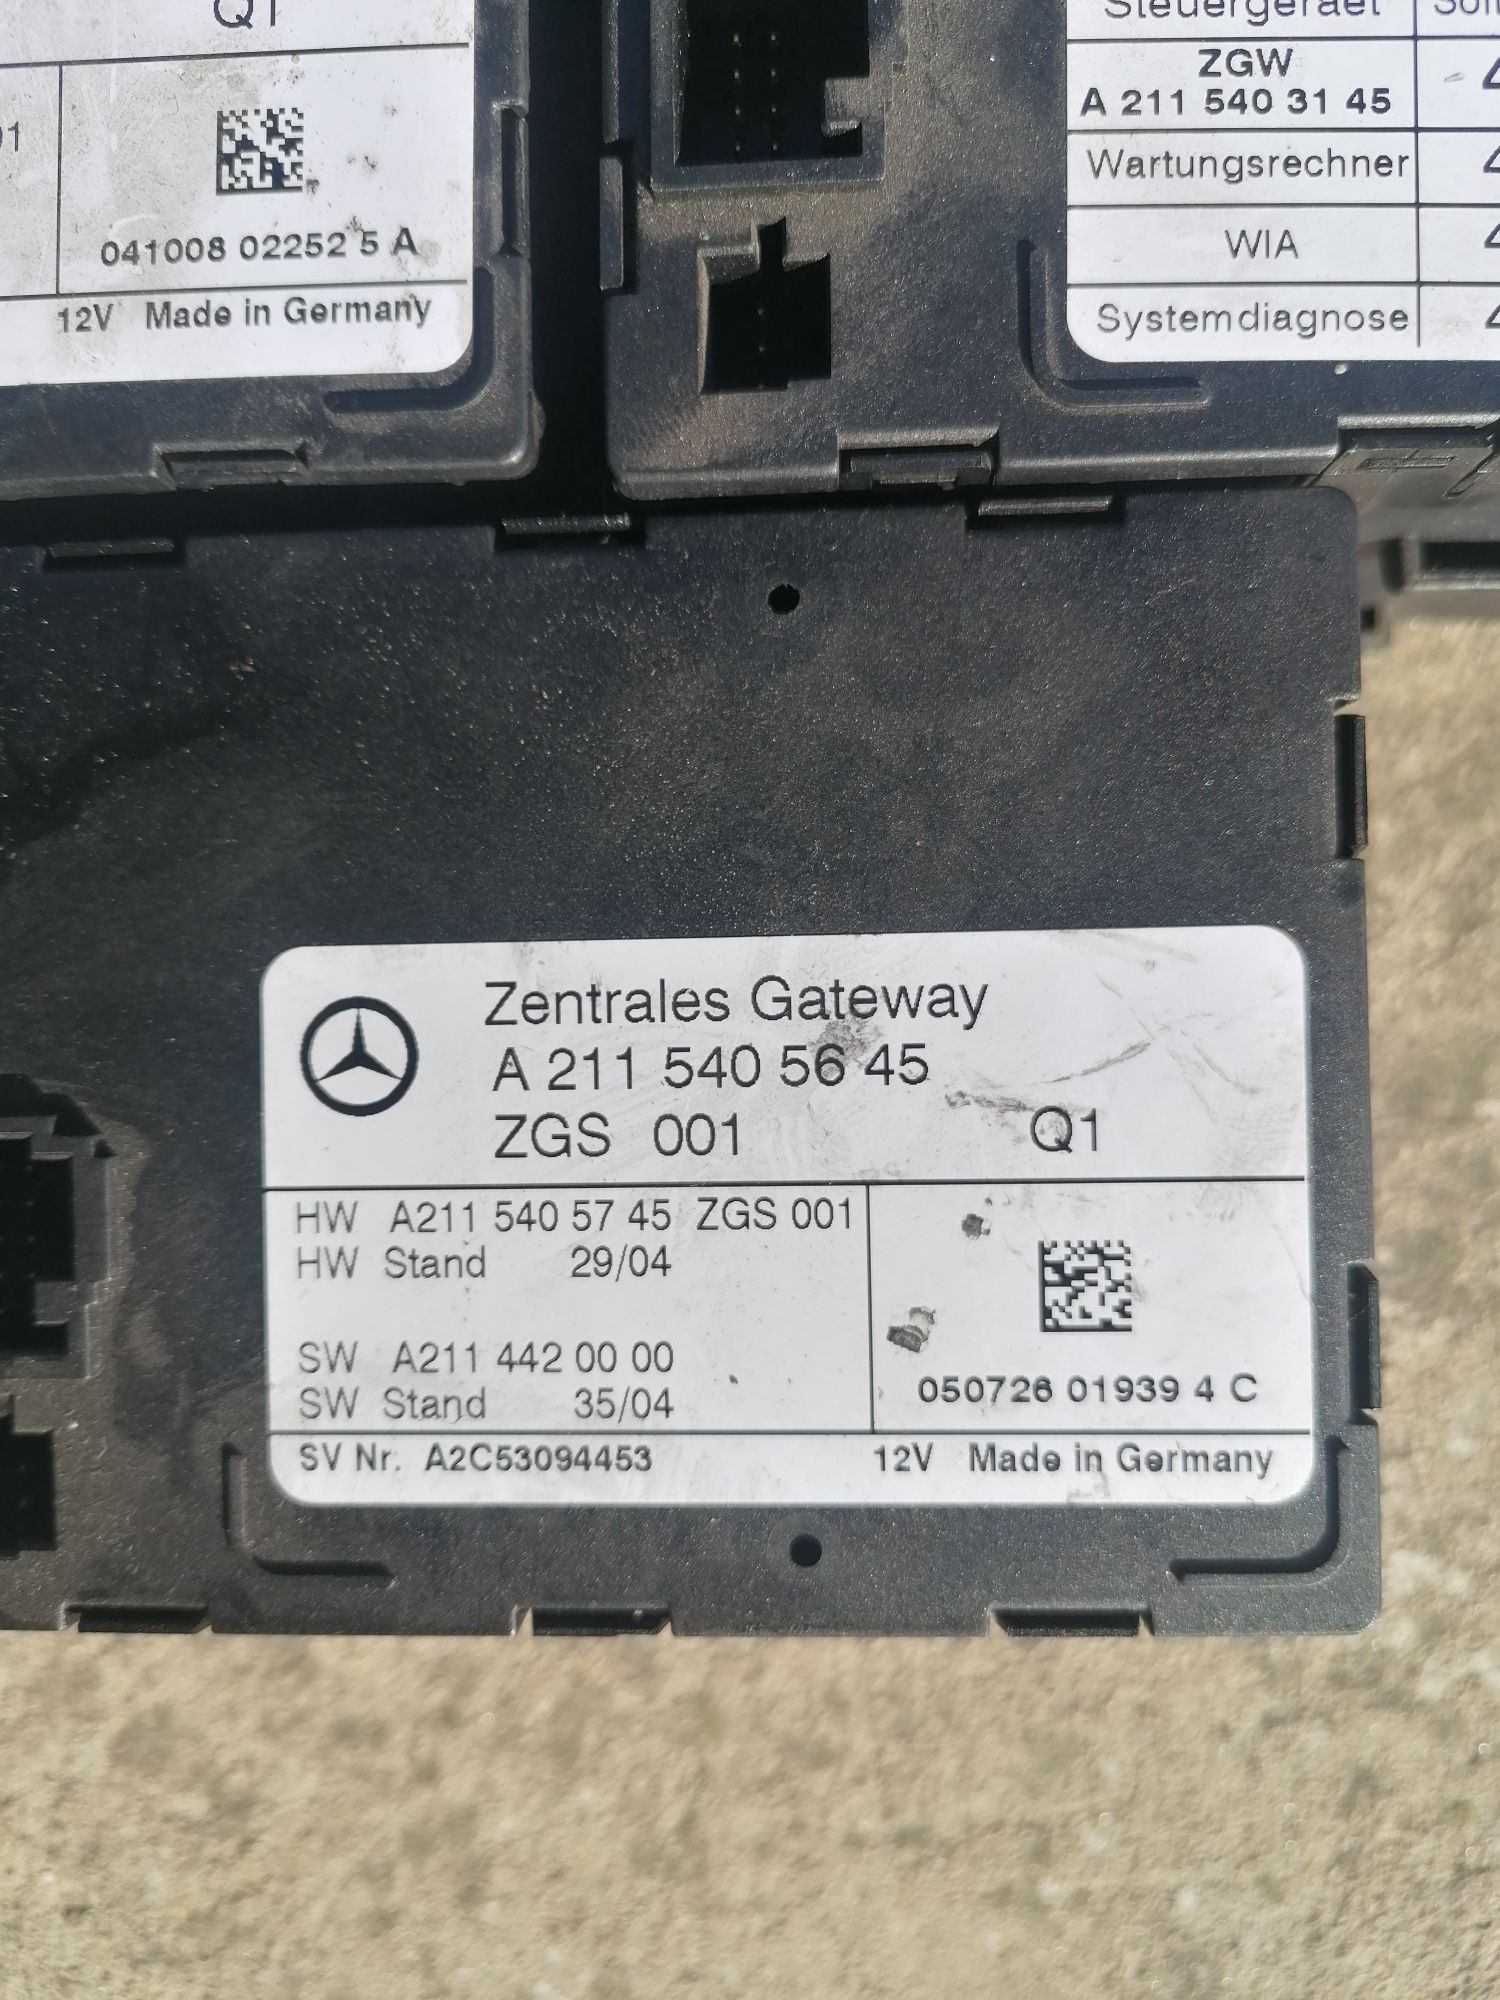 Q1
91
041008 02252 5 A
12V Made in Germany
Steuergeraet
ZGW
A 211 540 31 45
Wartungsrechner
WIA
Systemdiagnose
Zentrales Gateway
A 211 540 56 45
ZGS 001 Q1
HW A211 540 57 45 ZGS 001
HW Stand 29/04
SW A211 442 00 00
SW Stand 35/04
050726 01939 4 C
SV Nr. A2C53094453 12V Made in Germany